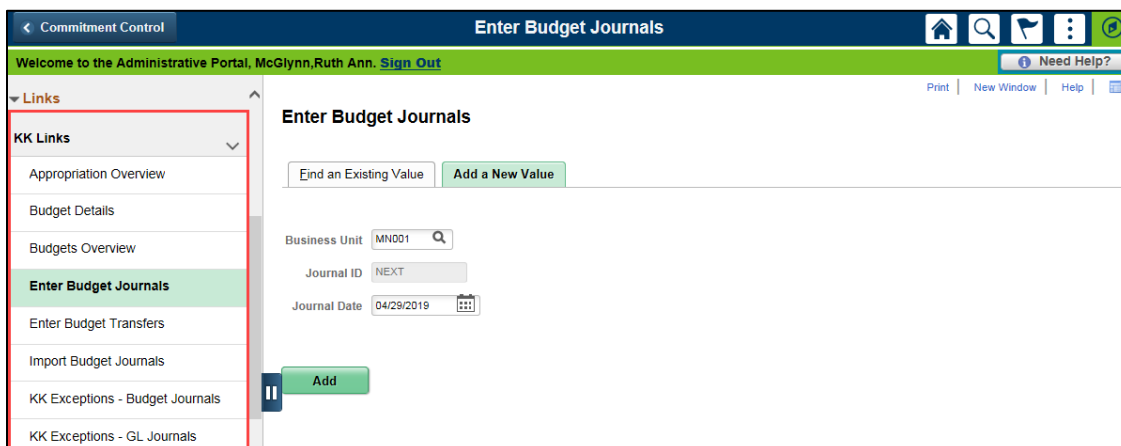 Commitment Control
Enter Budget Journals
Welcome to the Administrative Portal, McGlynn,Ruth Ann. Sign Out
Need Help?
Print
New Window
Help
Links
KK Links
Appropriation Overview
Budget Details
Budgets Overview
Enter Budget Journals
Enter Budget Transfers
Import Budget Journals
KK Exceptions - Budget Journals
KK Exceptions - GL Journals
Enter Budget Journals
Find an Existing Value
Add a New Value
Business Unit MN001
Journal ID NEXT
Journal Date 04/29/2019
Add